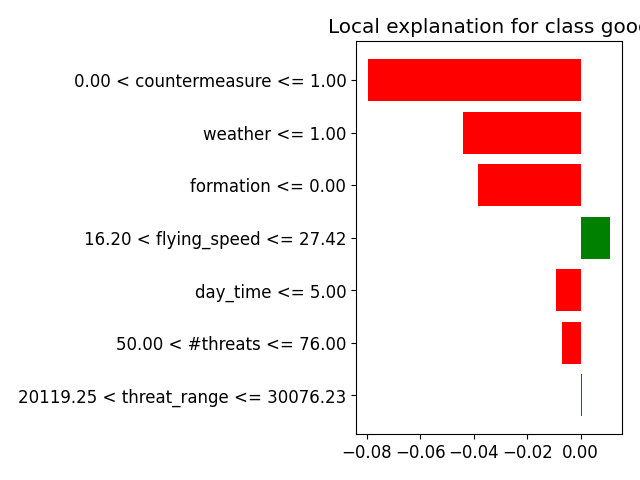 Local explanation for class good
0.00 < countermeasure <= 1.00
weather <= 1.00
formation <= 0.00
16.20 < flying_speed <= 27.42
day_time <= 5.00
50.00 < #threats <= 76.00
20119.25 < threat_range <= 30076.23
−0.08 −0.06 −0.04 −0.02 0.00